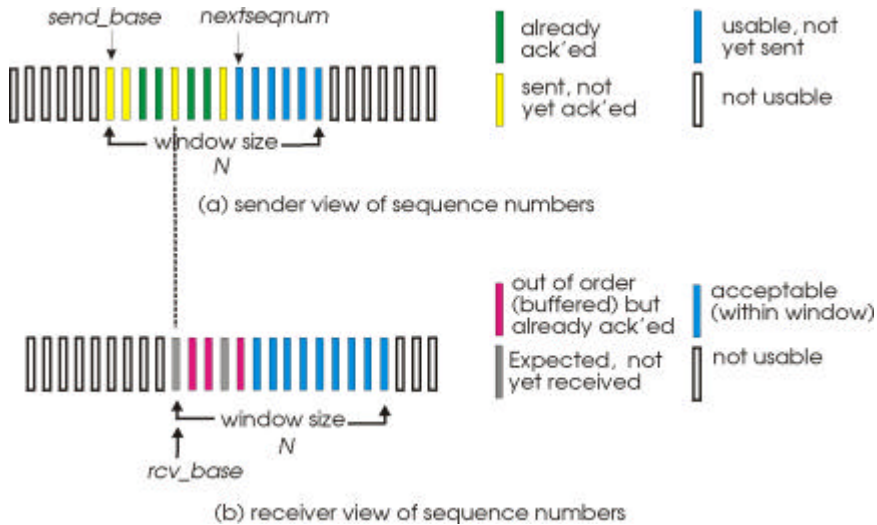 send_base nextseqnum
already
ack'ed
usable, not
yet sent
sent, not
yet ack'ed
not usable
window size
N
(a) sender view of sequence numbers
out of order
(buffered) but
already ack'ed
acceptable
(within window)
Expected, not
yet received
not usable
window size
N
rcv_base
(b) receiver view of sequence numbers